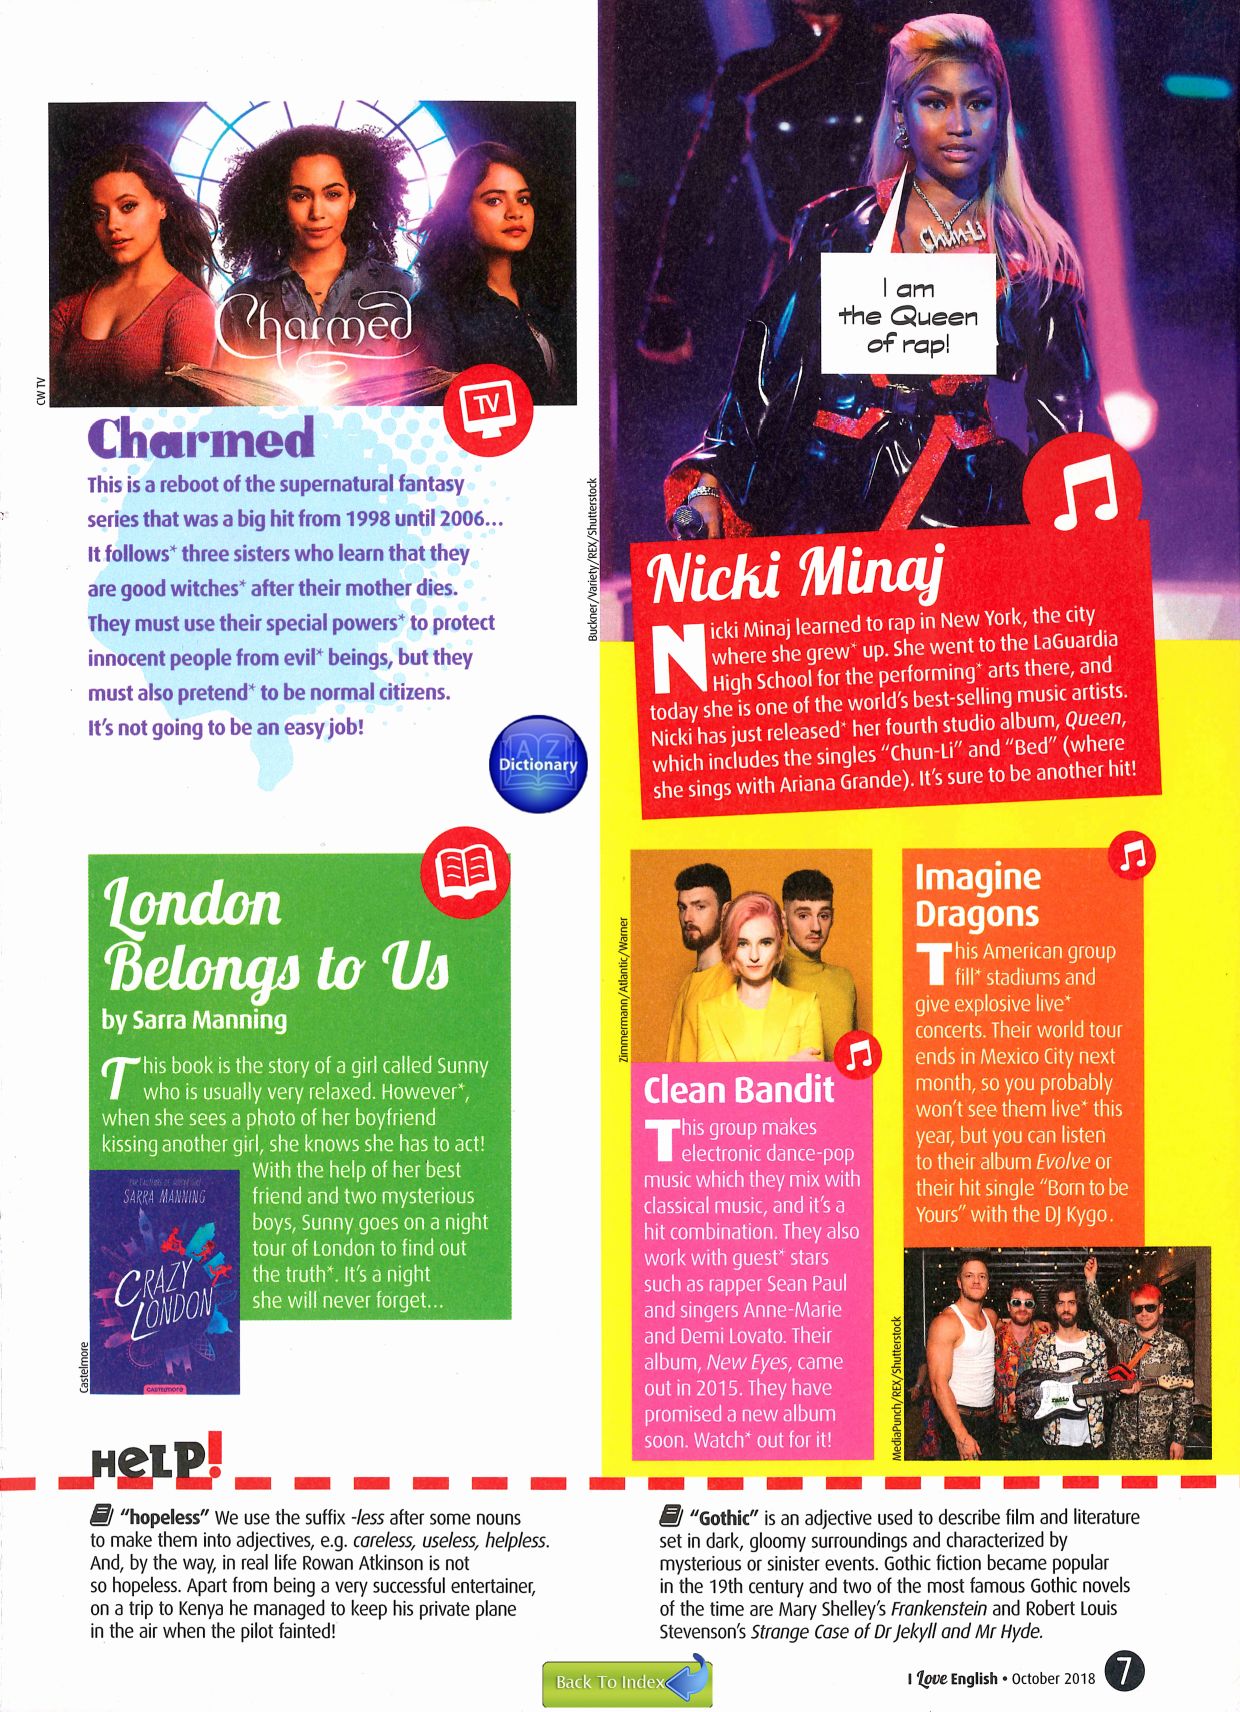 Charmed
CW TV
TV
Charmed
This is a reboot of the supernatural fantasy
series that was a big hit from 1998 until 2006...
It follows* three sisters who learn that they
are good witches* after their mother dies.
They must use their special powers* to protect
innocent people from evil* beings, but they
must also pretend* to be normal citizens.
It's not going to be an easy job!
A Z
Dictionary
London
Belongs to Us
by Sarra Manning
This book is the story of a girl called Sunny
who is usually very relaxed. However*,
when she sees a photo of her boyfriend
kissing another girl, she knows she has to act!
With the help of her best
friend and two mysterious
boys, Sunny goes on a night
tour of London to find out
the truth*. It's a night
she will never forget...
SARRA MANNING
CRAZY
LONDON
CASTELMORE
Castelmore
Chun-Li
I am
the Queen
of rap!
Buckner/Variety/REX/Shutterstock
Nicki Minaj
Nicki Minaj learned to rap in New York, the city
where she grew* up. She went to the LaGuardia
High School for the performing* arts there, and
today she is one of the world's best-selling music artists.
Nicki has just released* her fourth studio album, Queen,
which includes the singles “Chun-Li” and “Bed” (where
she sings with Ariana Grande). It's sure to be another hit!
Zimmermann/Atlantic/Warner
Clean Bandit
This group makes
electronic dance-pop
music which they mix with
classical music, and it's a
hit combination. They also
work with guest* stars
such as rapper Sean Paul
and singers Anne-Marie
and Demi Lovato. Their
album, New Eyes, came
out in 2015. They have
promised a new album
soon. Watch* out for it!
Imagine
Dragons
This American group
fill* stadiums and
give explosive live*
concerts. Their world tour
ends in Mexico City next
month, so you probably
won't see them live* this
year, but you can listen
to their album Evolve or
their hit single “Born to be
Yours” with the DJ Kygo.
MediaPunch/REX/Shutterstock
HELP!
“hopeless” We use the suffix -less after some nouns
to make them into adjectives, e.g. careless, useless, helpless.
And, by the way, in real life Rowan Atkinson is not
so hopeless. Apart from being a very successful entertainer,
on a trip to Kenya he managed to keep his private plane
in the air when the pilot fainted!
“Gothic” is an adjective used to describe film and literature
set in dark, gloomy surroundings and characterized by
mysterious or sinister events. Gothic fiction became popular
in the 19th century and two of the most famous Gothic novels
of the time are Mary Shelley's Frankenstein and Robert Louis
Stevenson's Strange Case of Dr Jekyll and Mr Hyde.
Back To Index
I Love English • October 2018 7